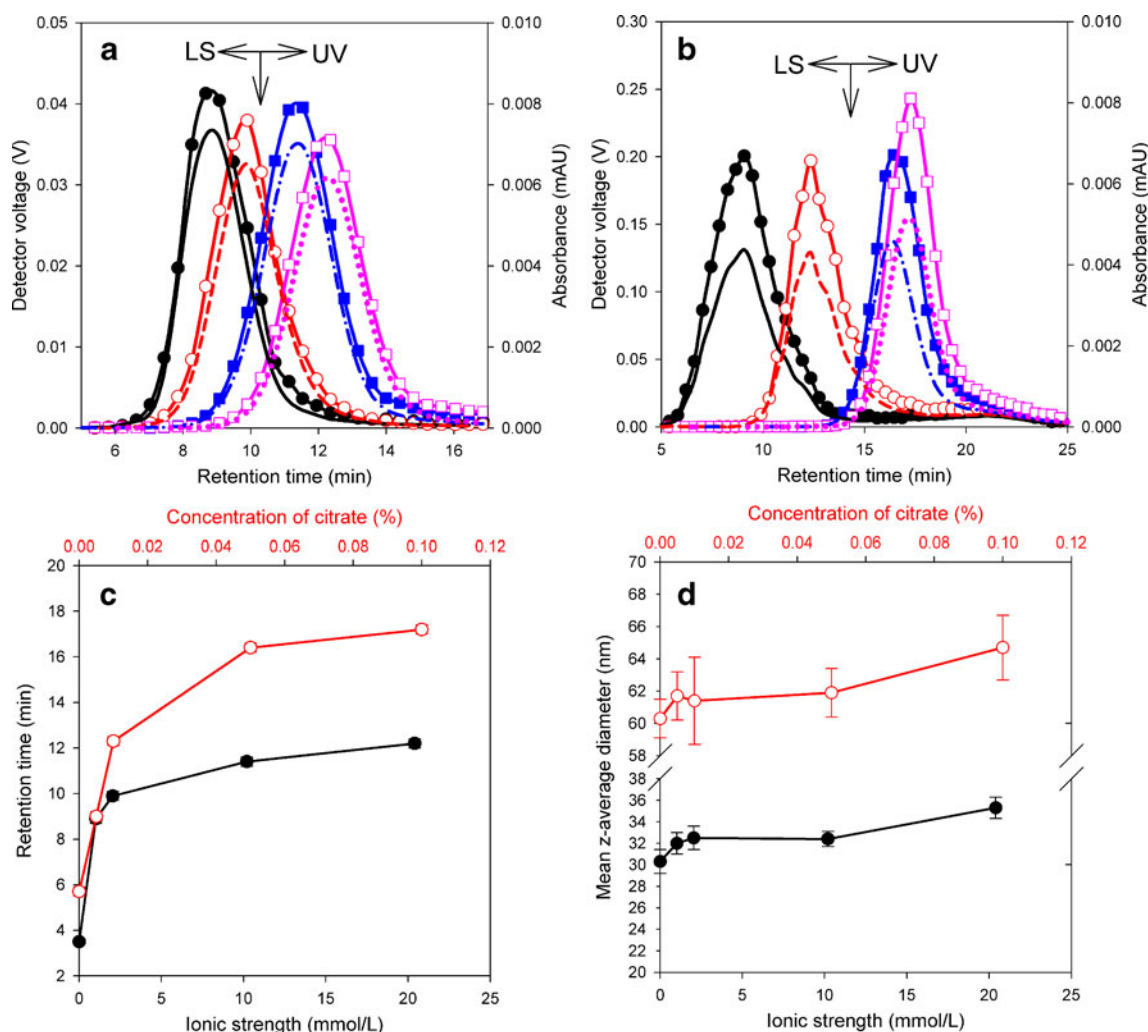 a
LS
UV
0.05
0.04
0.03
0.02
0.01
0.00
Detector voltage (V)
0.010
0.008
0.006
0.004
0.002
0.000
Absorbance (mAU)
6 8 10 12 14 16
Retention time (min)
b
LS
UV
0.30
0.25
0.20
0.15
0.10
0.05
0.00
Detector voltage (V)
0.010
0.008
0.006
0.004
0.002
0.000
Absorbance (mAU)
5 10 15 20 25
Retention time (min)
Concentration of citrate (%)
0.00 0.02 0.04 0.06 0.08 0.10 0.12
c
20
18
16
14
12
10
8
6
4
2
Retention time (min)
0 5 10 15 20 25
Ionic strength (mmol/L)
Concentration of citrate (%)
0.00 0.02 0.04 0.06 0.08 0.10 0.12
d
70
68
66
64
62
60
58
38
36
34
32
30
28
26
24
22
20
Mean z-average diameter (nm)
0 5 10 15 20 25
Ionic strength (mmol/L)